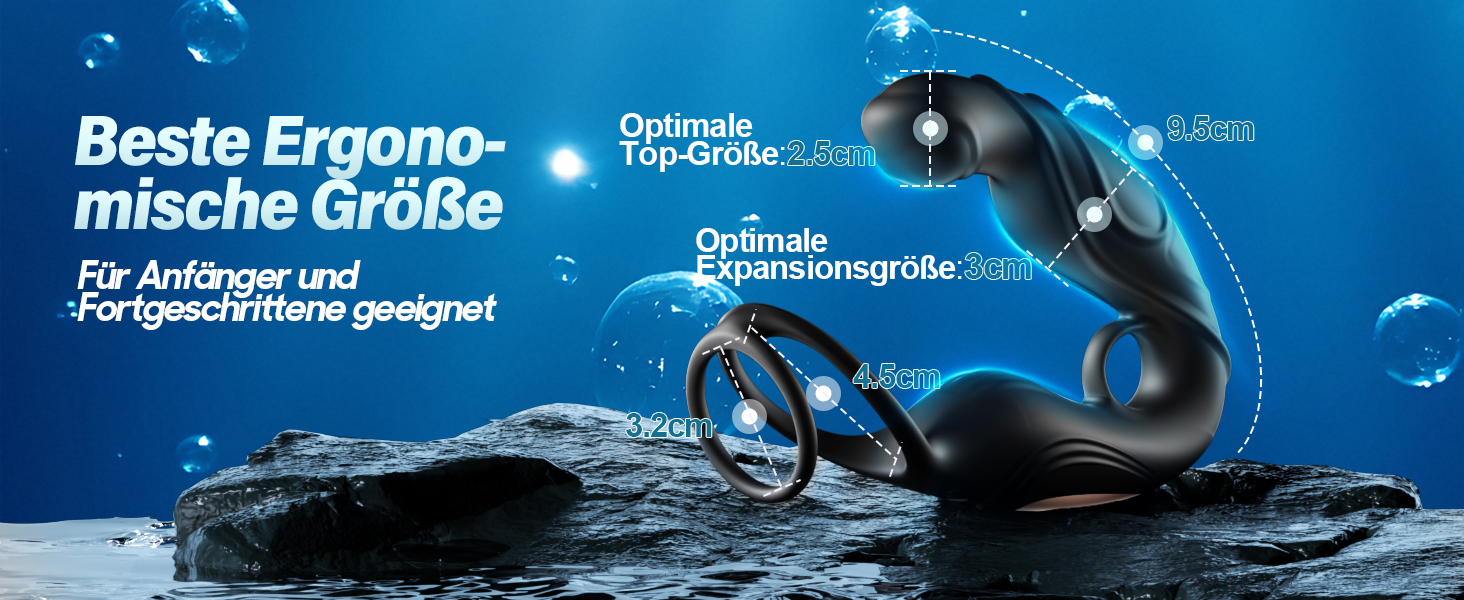 Beste Ergono-
mische Größe
Für Anfänger und
Fortgeschrittene geeignet
Optimale
Top-Größe:2.5cm
9.5cm
Optimale
Expansionsgröße:3cm
4.5cm
3.2cm